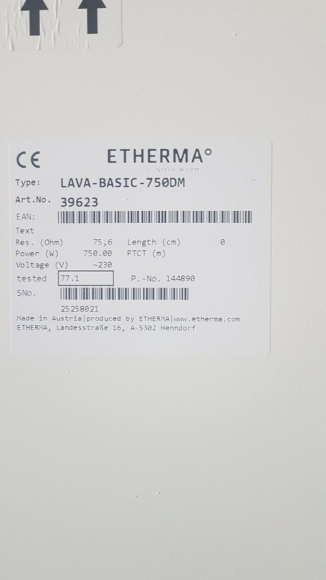 CE ETHERMA°
Type: LAVA-BASIC-750DM
Art.No. 39623
EAN:
Text
Res. (Ohm) 75,6 Length (cm) 0
Power (W) 750.00 PTCT (m)
Voltage (V) ~230
tested 77.1 P.-No. 144890
SNo.
25258021
Made in Austria|produced by ETHERMA|www.etherma.com
ETHERMA, Landesstraße 16, A-5302 Henndorf